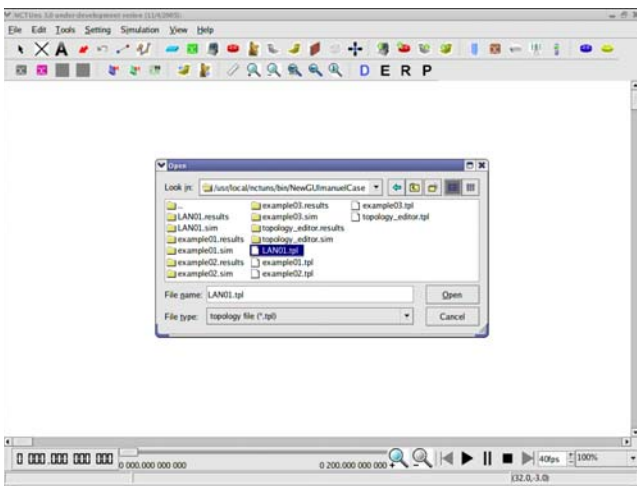 NCTUns 3.0 under development version (11/4/2005)
File Edit Tools Setting Simulation View Help
A
D E R P
Open
Look in: /usr/local/nctuns/bin/NewGUImanuelCase
..
LAN01.results
LAN01.sim
example01.results
example01.sim
example02.results
example02.sim
example03.results
example03.sim
topology_editor.results
topology_editor.sim
LAN01.tpl
example01.tpl
example02.tpl
example03.tpl
topology_editor.tpl
File name: LAN01.tpl Open
File type: topology file (*.tpl) Cancel
0 000 000 000 000 0 000.000 000 000 0 200.000 000 000 40fps 100%
(32.0,-3.0)